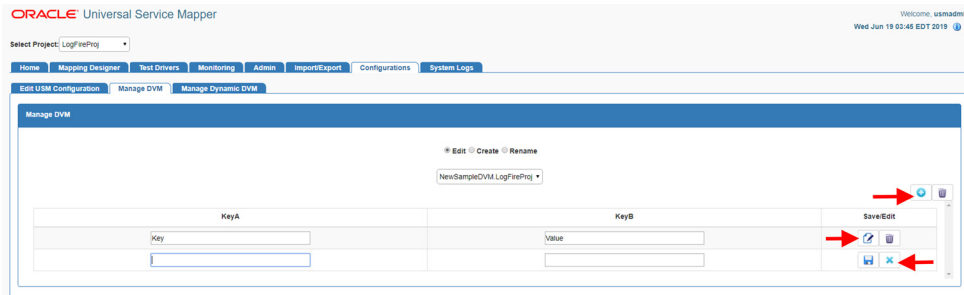 ORACLE Universal Service Mapper
Welcome, usmadmi
Wed Jun 19 03:45 EDT 2019
Select Project: LogFireProj
Home Mapping Designer Test Drivers Monitoring Admin Import/Export Configurations System Logs
Edit USM Configuration Manage DVM Manage Dynamic DVM
Manage DVM
Edit Create Rename
NewSampleDVM.LogFireProj
KeyA KeyB Save/Edit
Key Value